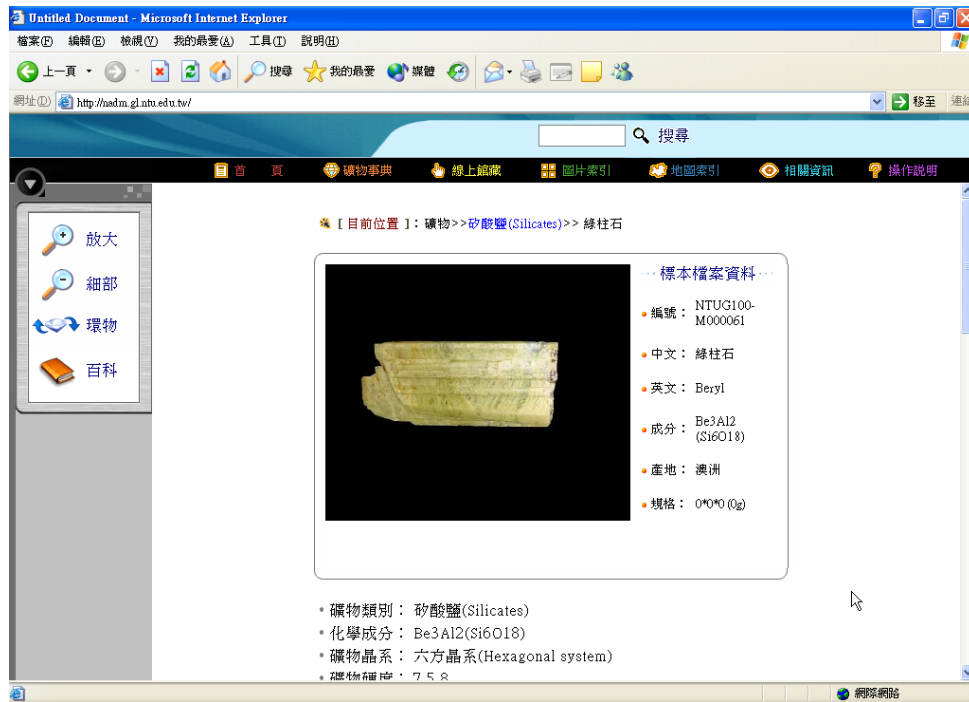 Untitled Document - Microsoft Internet Explorer
檔案(F) 編輯(E) 檢視(V) 我的最愛(A) 工具(T) 說明(H)
上一頁 搜尋 我的最愛 媒體
網址(D) http://nadm.gl.ntu.edu.tw/ 移至 連結
搜尋
首 頁 礦物事典 線上館藏 圖片索引 地圖索引 相關資訊 操作說明
[ 目前位置 ]：礦物>>矽酸鹽(Silicates)>> 綠柱石
放大
細部
環物
百科
標本檔案資料
編號： NTUG100-
M000061
中文： 綠柱石
英文： Beryl
成分： Be3Al2
(Si6O18)
產地： 澳洲
規格： 0*0*0 (0g)
礦物類別： 矽酸鹽(Silicates)
化學成分： Be3Al2(Si6O18)
礦物晶系： 六方晶系(Hexagonal system)
礦物硬度： 7.5 8
網際網路